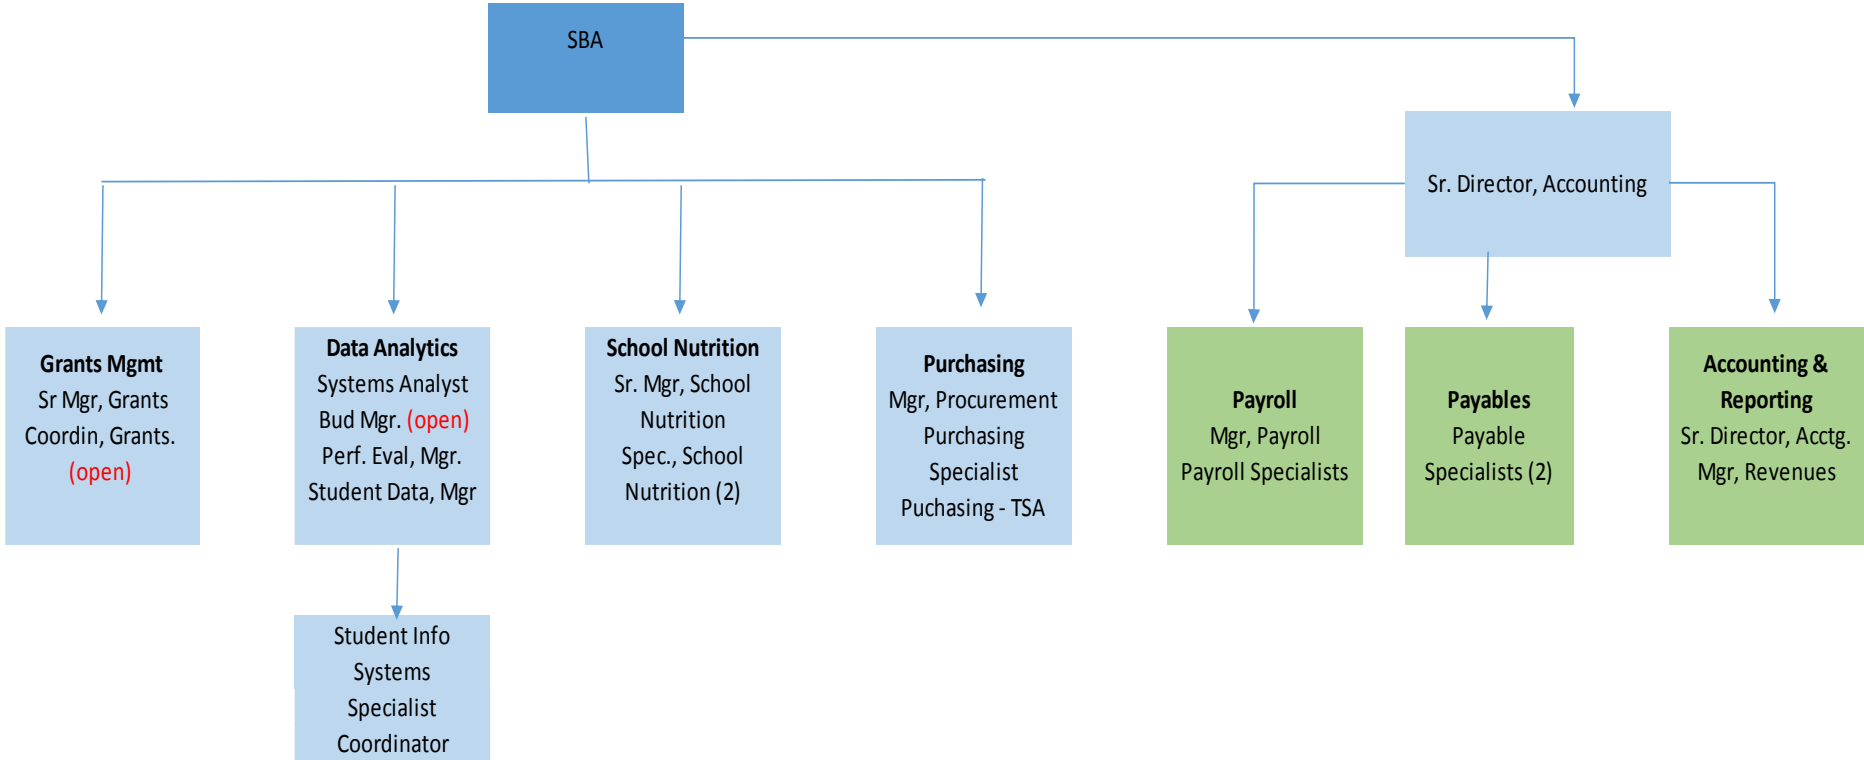 SBA
Sr. Director, Accounting
Grants Mgmt
Sr Mgr, Grants
Coordin, Grants.
(open)
Data Analytics
Systems Analyst
Bud Mgr. (open)
Perf. Eval, Mgr.
Student Data, Mgr
School Nutrition
Sr. Mgr, School
Nutrition
Spec., School
Nutrition (2)
Purchasing
Mgr, Procurement
Purchasing
Specialist
Puchasing - TSA
Payroll
Mgr, Payroll
Payroll Specialists
Payables
Payable
Specialists (2)
Accounting &
Reporting
Sr. Director, Acctg.
Mgr, Revenues
Student Info
Systems
Specialist
Coordinator